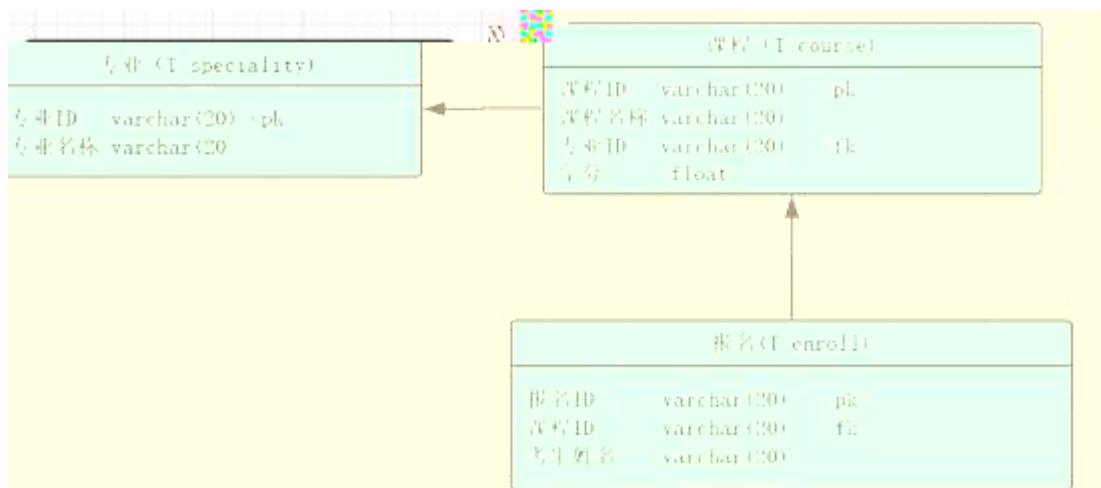 专业 (T_speciality)
专业ID varchar(20) pk
专业名称 varchar(20
课程 (T_course)
课程ID varchar(20) pk
课程名称 varchar(20)
专业ID varchar(20) fk
学分 float
报名(T_enroll)
报名ID varchar(20) pk
课程ID varchar(20) fk
考生姓名 varchar(20)